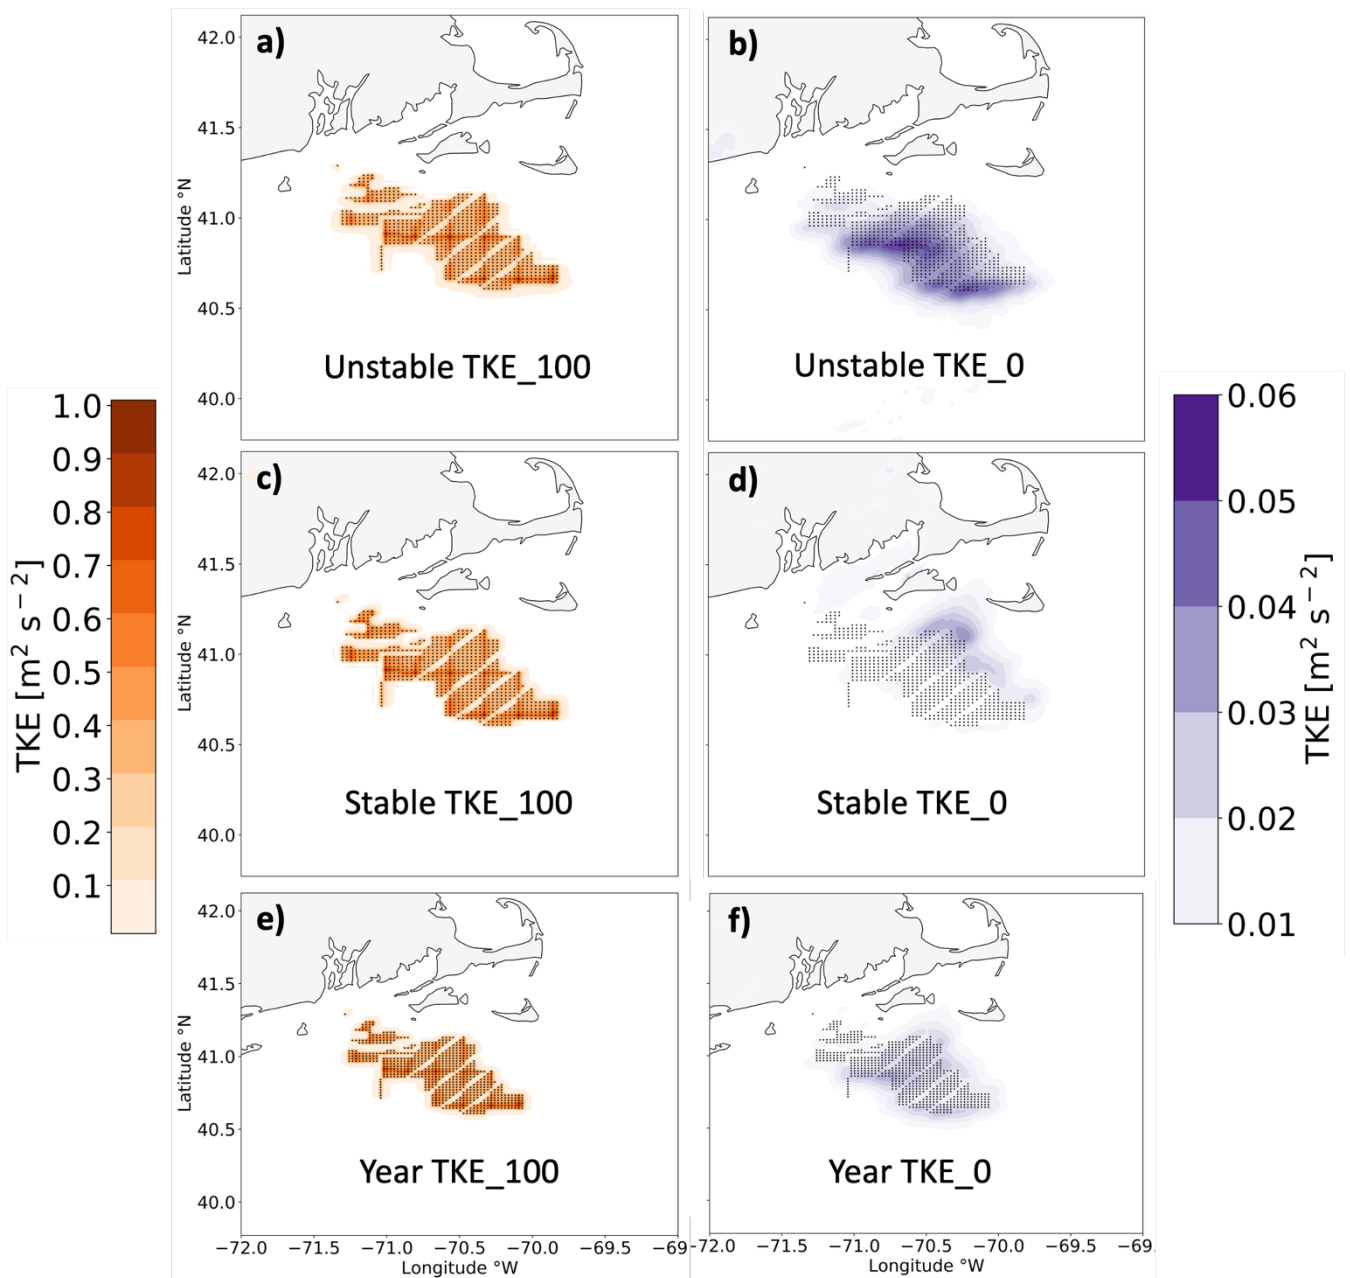 a)
b)
42.0
41.5
41.0
40.5
40.0
Latitude °N
Unstable TKE_100
Unstable TKE_0
c)
d)
42.0
41.5
41.0
40.5
40.0
Latitude °N
Stable TKE_100
Stable TKE_0
e)
f)
42.0
41.5
41.0
40.5
40.0
Latitude °N
Year TKE_100
Year TKE_0
−72.0 −71.5 −71.0 −70.5 −70.0 −69.5 −69
-72.0 −71.5 −71.0 −70.5 −70.0 −69.5 −69.
Longitude °W
Longitude °W
TKE [m² s⁻²]
1.0
0.9
0.8
0.7
0.6
0.5
0.4
0.3
0.2
0.1
0.06
0.05
0.04
0.03
0.02
0.01
TKE [m² s⁻²]